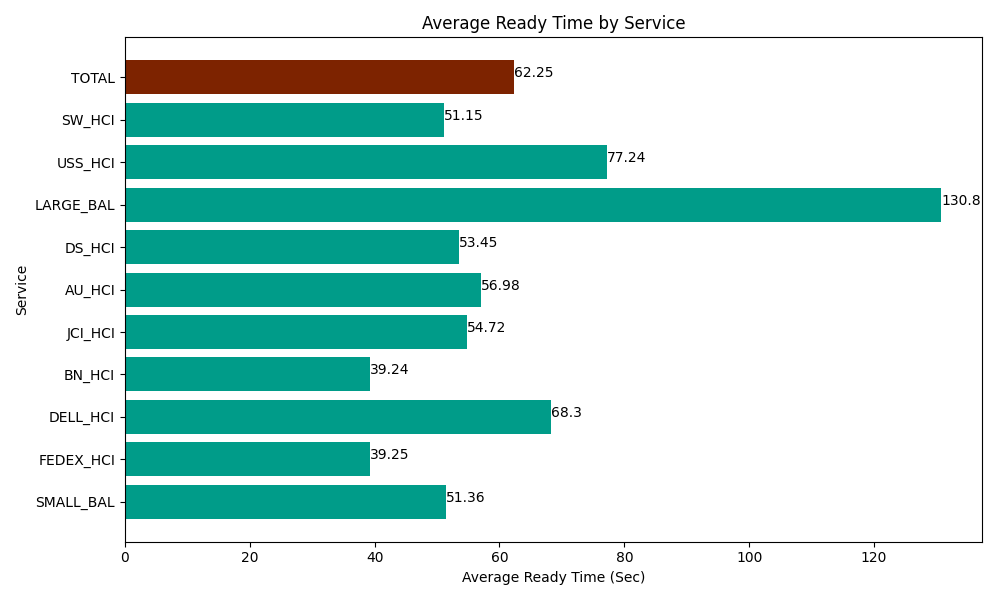 Average Ready Time by Service
TOTAL 62.25
SW_HCI 51.15
USS_HCI 77.24
LARGE_BAL 130.8
DS_HCI 53.45
AU_HCI 56.98
JCI_HCI 54.72
BN_HCI 39.24
DELL_HCI 68.3
FEDEX_HCI 39.25
SMALL_BAL 51.36
Service
0 20 40 60 80 100 120
Average Ready Time (Sec)